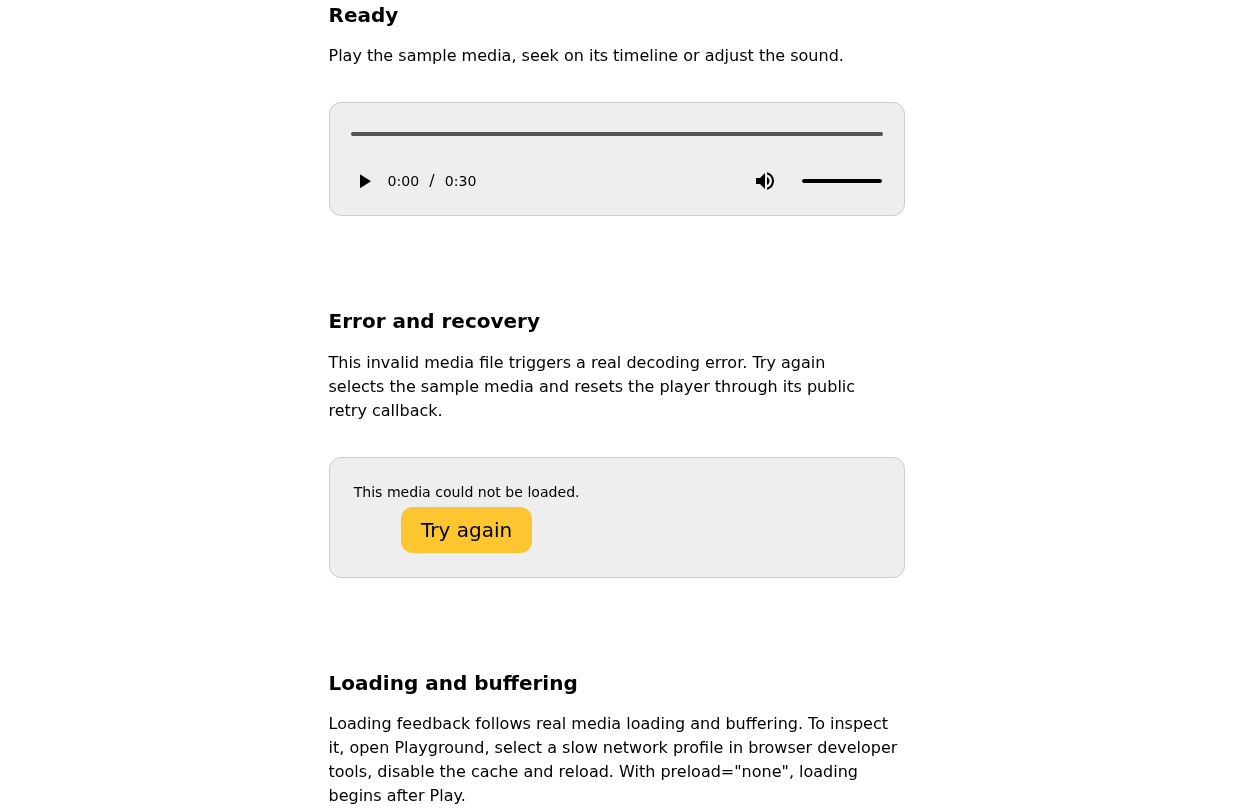 Ready
Play the sample media, seek on its timeline or adjust the sound.
0:00 / 0:30
Error and recovery
This invalid media file triggers a real decoding error. Try again
selects the sample media and resets the player through its public
retry callback.
This media could not be loaded.
Try again
Loading and buffering
Loading feedback follows real media loading and buffering. To inspect
it, open Playground, select a slow network profile in browser developer
tools, disable the cache and reload. With preload="none", loading
begins after Play.